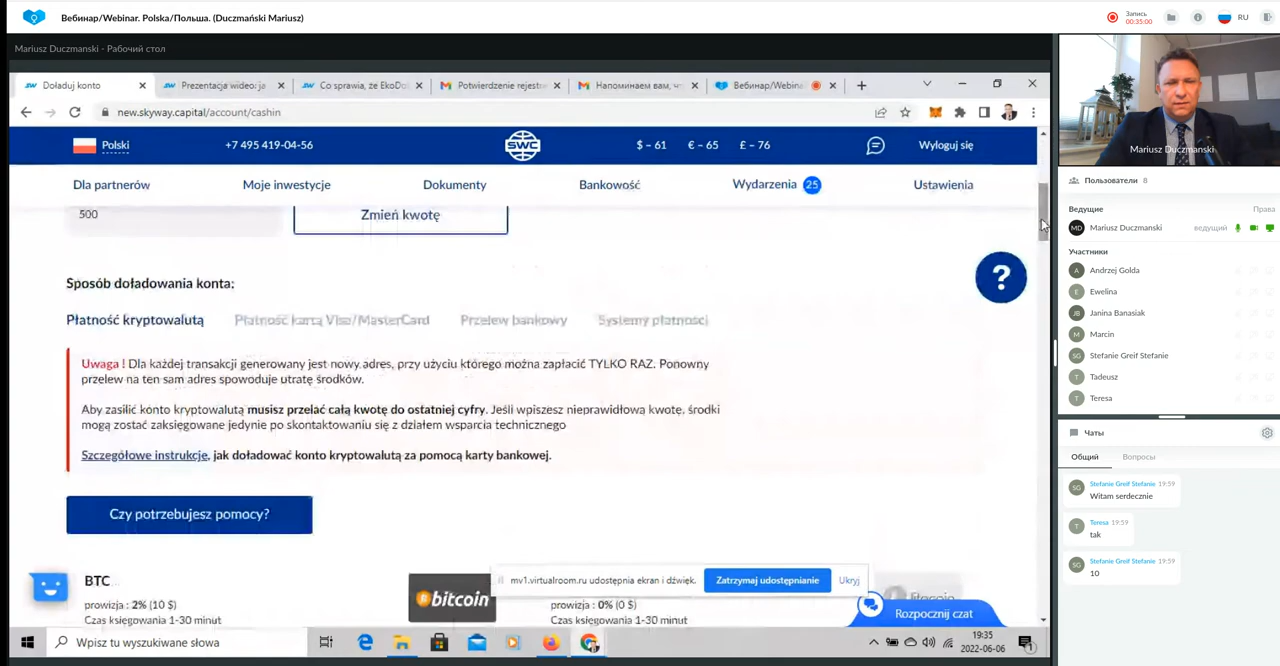 Вебинар/Webinar. Polska/Польша. (Duczmański Mariusz)
Запись
00:35:00
RU
Mariusz Duczmanski - Рабочий стол
Doładuj konto
Prezentacja wideo: ja
Co sprawia, że EkoDo
Potwierdzenie rejestra
Напоминаем вам, ч
Вебинар/Webina
new.skyway.capital/account/cashin
Polski
+7 495 419-04-56
SWC
$ – 61
€ – 65
£ – 76
Wyloguj się
Dla partnerów
Moje inwestycje
Dokumenty
Bankowość
Wydarzenia 25
Ustawienia
500
Zmień kwotę
?
Sposób doładowania konta:
Płatność kryptowalutą
Płatność kartą Visa/MasterCard
Przelew bankowy
Systemy płatności
Uwaga ! Dla każdej transakcji generowany jest nowy adres, przy użyciu którego można zapłacić TYLKO RAZ. Ponowny
przelew na ten sam adres spowoduje utratę środków.
Aby zasilić konto kryptowalutą musisz przelać całą kwotę do ostatniej cyfry. Jeśli wpiszesz nieprawidłową kwotę, środki
mogą zostać zaksięgowane jedynie po skontaktowaniu się z działem wsparcia technicznego
Szczegółowe instrukcje, jak doładować konto kryptowalutą za pomocą karty bankowej.
Czy potrzebujesz pomocy?
BTC
prowizja : 2% (10 $)
Czas księgowania 1-30 minut
bitcoin
prowizja : 0% (0 $)
Czas księgowania 1-30 minut
litecoin
mv1.virtualroom.ru udostępnia ekran i dźwięk.
Zatrzymaj udostępnianie
Ukryj
Rozpocznij czat
Wpisz tu wyszukiwane słowa
19:35
2022-06-06
1
Mariusz Duczmanski
Пользователи 8
Ведущие
Права
MD
Mariusz Duczmanski
ведущий
Участники
A
Andrzej Golda
E
Ewelina
JB
Janina Banasiak
M
Marcin
SG
Stefanie Greif Stefanie
T
Tadeusz
T
Teresa
Чаты
Общий
Вопросы
SG
Stefanie Greif Stefanie 19:59
Witam serdecznie
T
Teresa 19:59
tak
SG
Stefanie Greif Stefanie 19:59
10